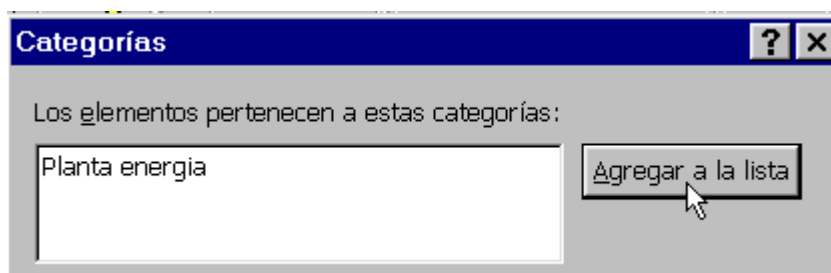 Categorías
Los elementos pertenecen a estas categorías:
Planta energia
Agregar a la lista